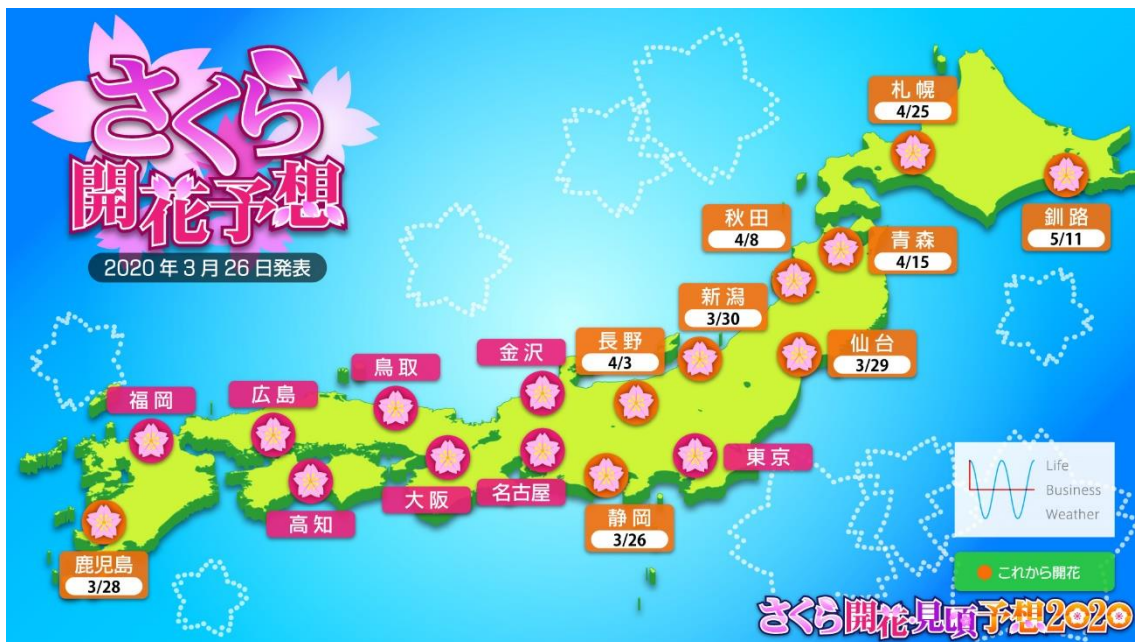 さくら
開花予想
2020年3月26日発表
札幌
4/25
釧路
5/11
秋田
4/8
青森
4/15
新潟
3/30
仙台
3/29
長野
4/3
金沢
鳥取
広島
福岡
東京
名古屋
大阪
高知
静岡
3/26
鹿児島
3/28
Life
Business
Weather
これから開花
さくら開花・見頃予想2020